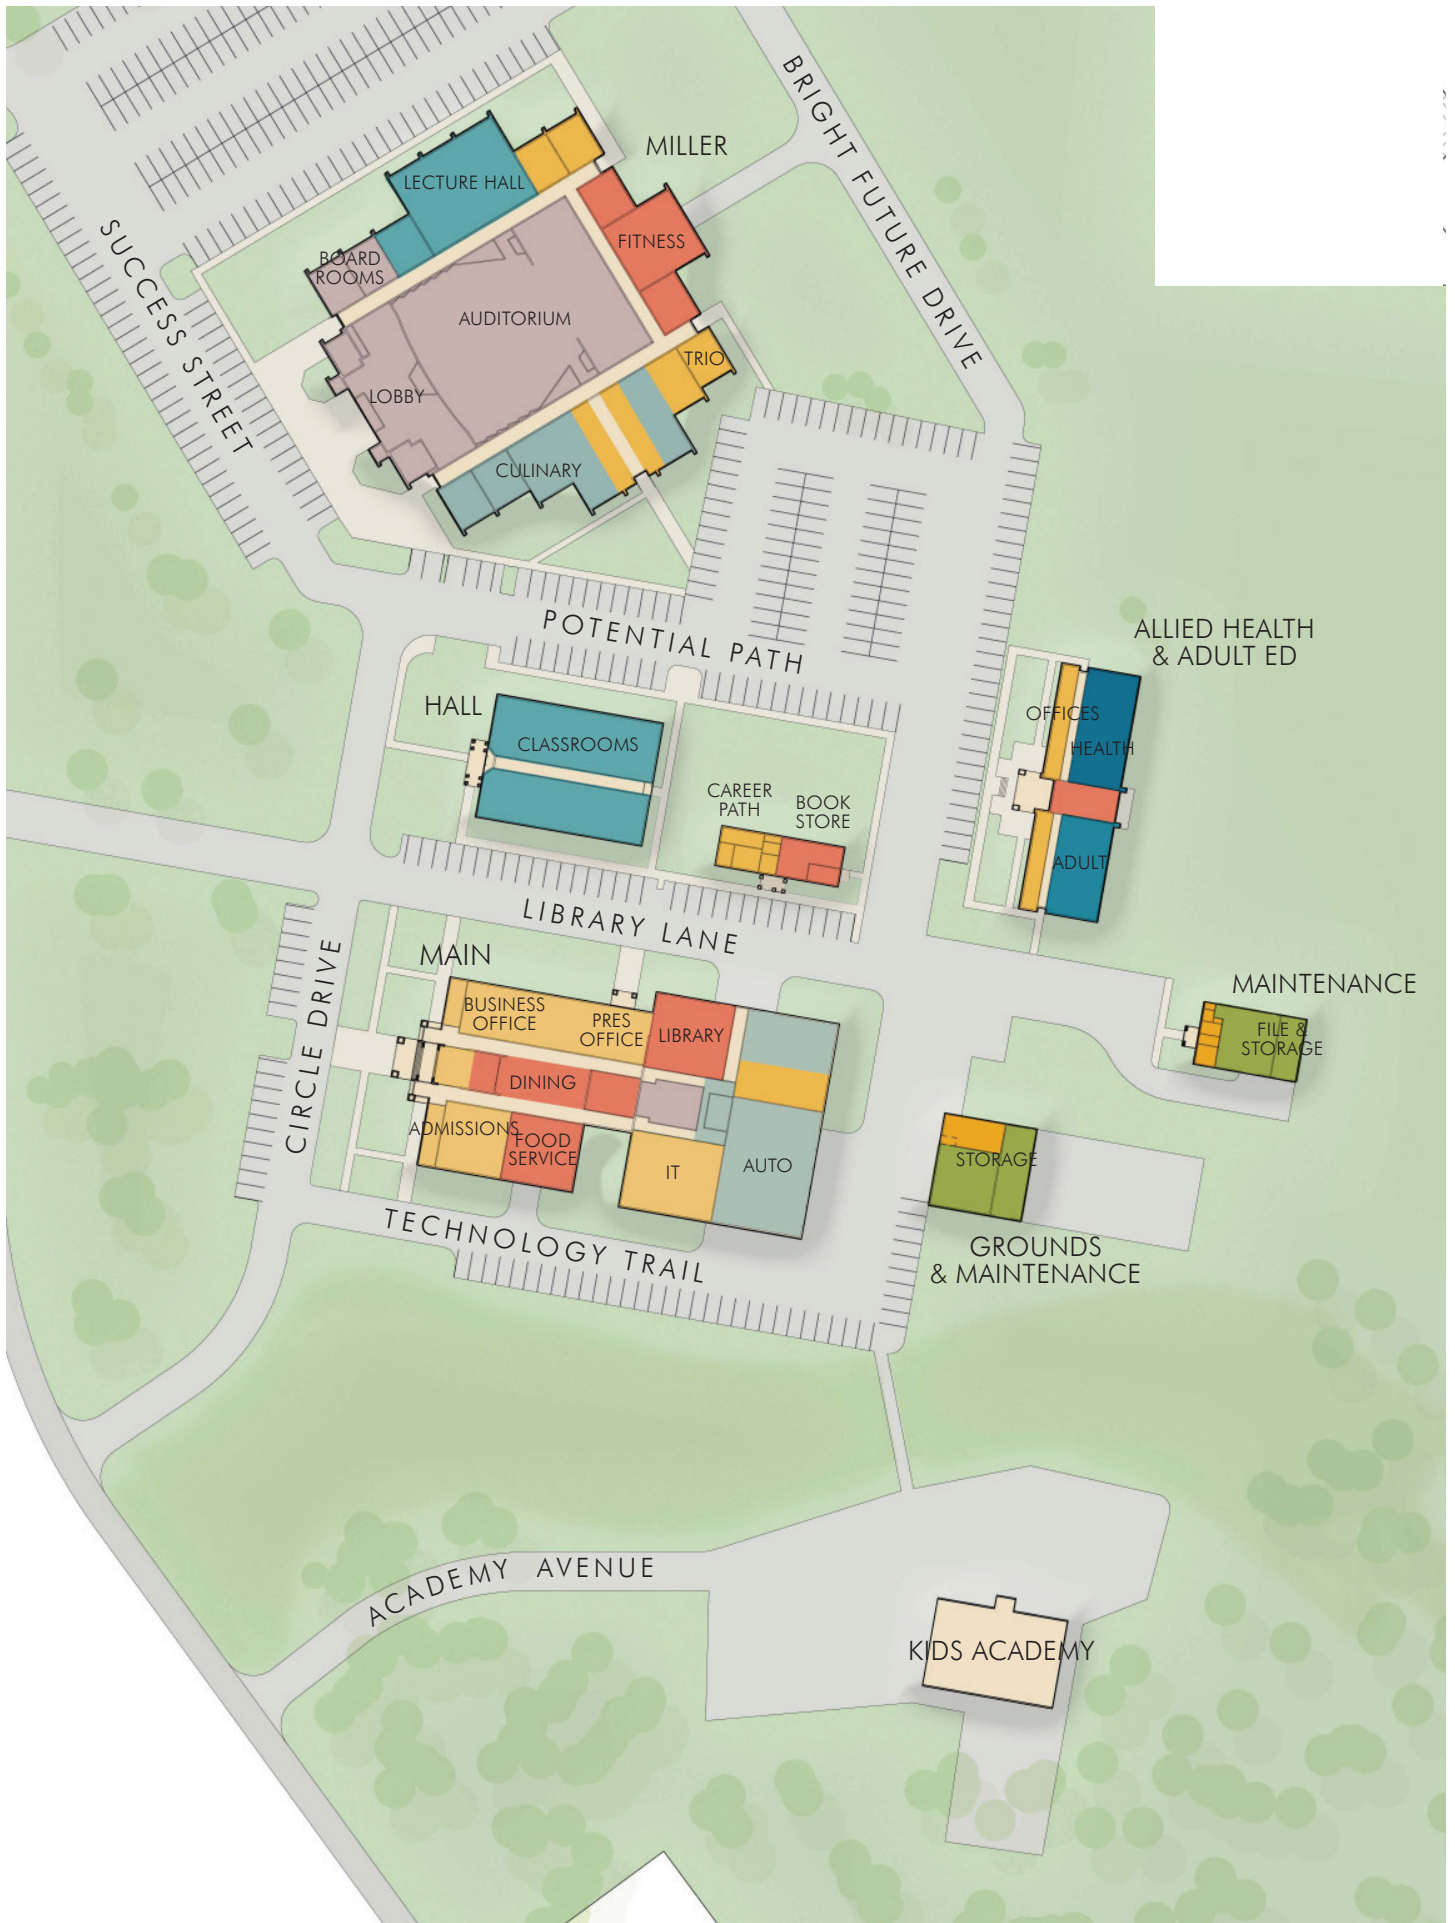 BRIGHT FUTURE DRIVE
MILLER
LECTURE HALL
FITNESS
BOARD
ROOMS
SUCCESS STREET
AUDITORIUM
TRIO
LOBBY
CULINARY
POTENTIAL PATH
ALLIED HEALTH
& ADULT ED
HALL
OFFICES
CLASSROOMS
HEALTH
CAREER
PATH
BOOK
STORE
ADULT
LIBRARY LANE
MAIN
CIRCLE DRIVE
MAINTENANCE
BUSINESS
OFFICE
PRES
OFFICE
LIBRARY
FILE &
STORAGE
DINING
ADMISSIONS
FOOD
SERVICE
IT
AUTO
STORAGE
TECHNOLOGY TRAIL
GROUNDS
& MAINTENANCE
ACADEMY AVENUE
KIDS ACADEMY